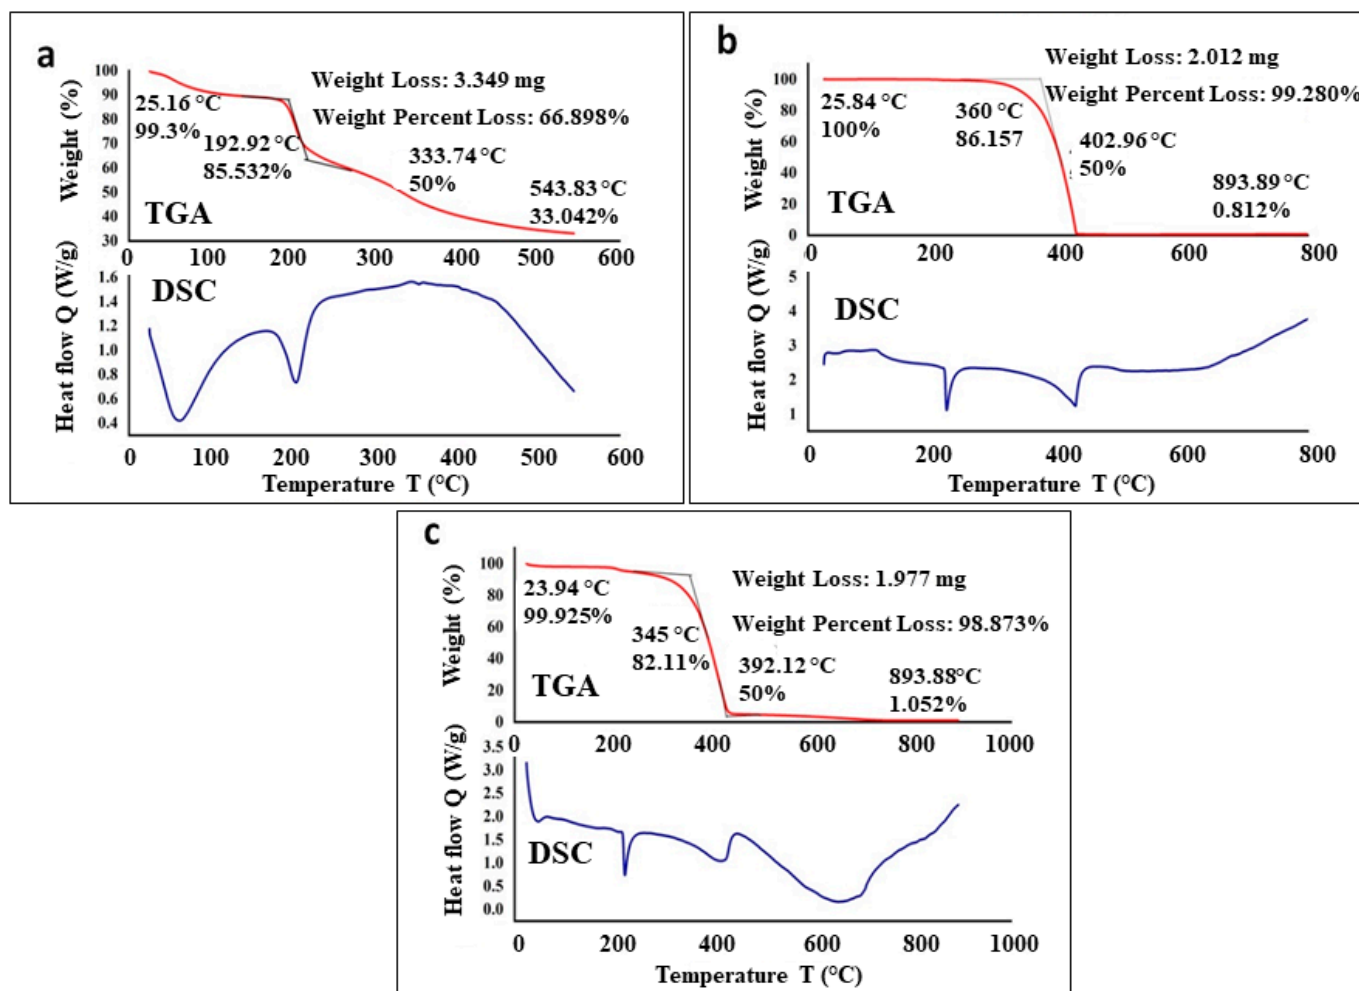 a
Weight Loss: 3.349 mg
Weight Percent Loss: 66.898%
Weight (%)
100
90
80
70
60
50
40
30
25.16 °C
99.3%
192.92 °C
85.532%
333.74 °C
50%
543.83 °C
33.042%
TGA
0 100 200 300 400 500 600
Heat flow Q (W/g)
1.6
1.4
1.2
1.0
0.8
0.6
0.4
DSC
0 100 200 300 400 500 600
Temperature T (°C)
b
Weight Loss: 2.012 mg
Weight Percent Loss: 99.280%
Weight (%)
100
80
60
40
20
0
25.84 °C
100%
360 °C
86.157
402.96 °C
50%
893.89 °C
0.812%
TGA
0 200 400 600 800
Heat flow Q (W/g)
5
4
3
2
1
DSC
0 200 400 600 800
Temperature T (°C)
c
Weight Loss: 1.977 mg
Weight Percent Loss: 98.873%
Weight (%)
100
80
60
40
20
0
23.94 °C
99.925%
345 °C
82.11%
392.12 °C
50%
893.88°C
1.052%
TGA
0 200 400 600 800 1000
Heat flow Q (W/g)
3.5
3.0
2.5
2.0
1.5
1.0
0.5
0.0
DSC
0 200 400 600 800 1000
Temperature T (°C)